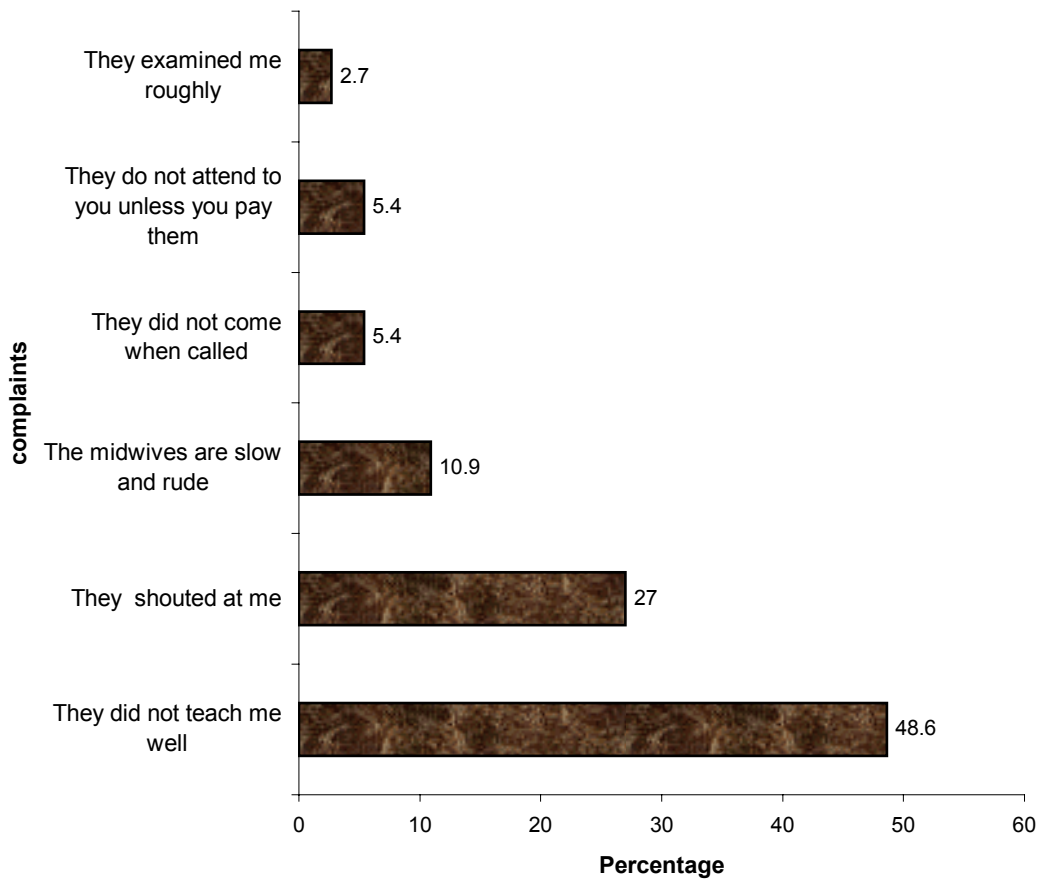 They examined me
roughly
2.7
They do not attend to
you unless you pay
them
5.4
They did not come
when called
5.4
complaints
The midwives are slow
and rude
10.9
They shouted at me
27
They did not teach me
well
48.6
0 10 20 30 40 50 60
Percentage